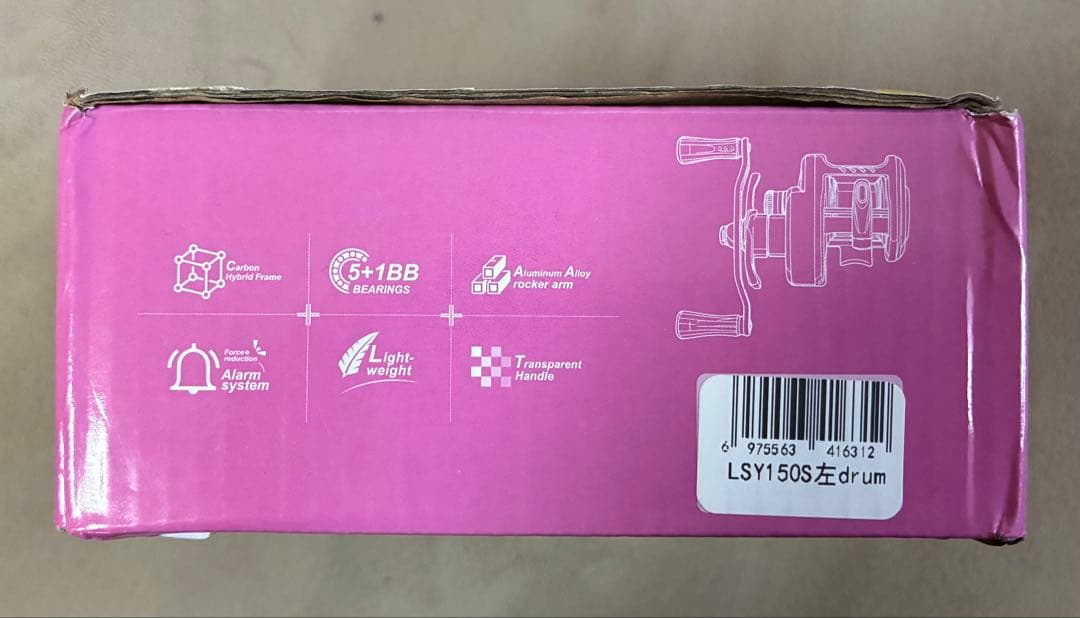 Carbon
Hybrid Frame
5+1BB
BEARINGS
Aluminum Alloy
rocker arm
Force
reduction
Alarm
system
Light-
weight
Transparent
Handle
6 975563 416312
LSY150S左drum